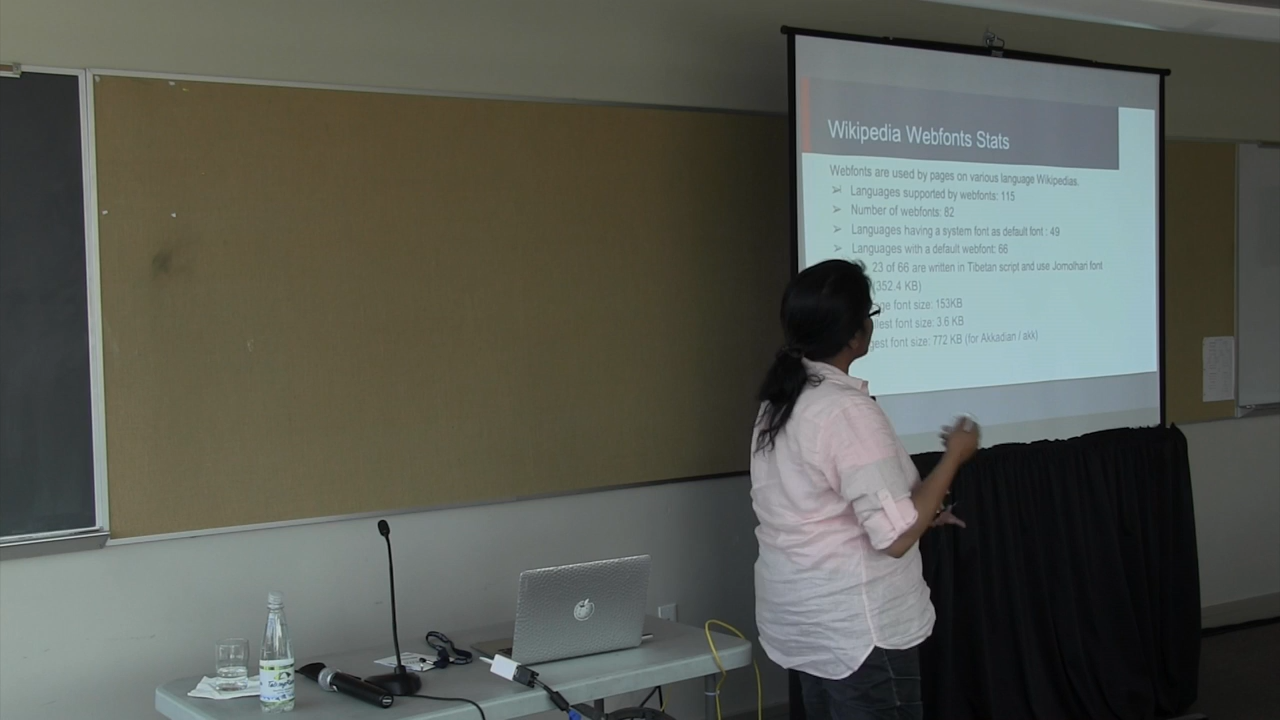 Wikipedia Webfonts Stats
Webfonts are used by pages on various language Wikipedias.
Languages supported by webfonts: 115
Number of webfonts: 82
Languages having a system font as default font : 49
Languages with a default webfont: 66
23 of 66 are written in Tibetan script and use Jomolhari font
(352.4 KB)
font size: 153KB
font size: 3.6 KB
font size: 772 KB (for Akkadian / akk)